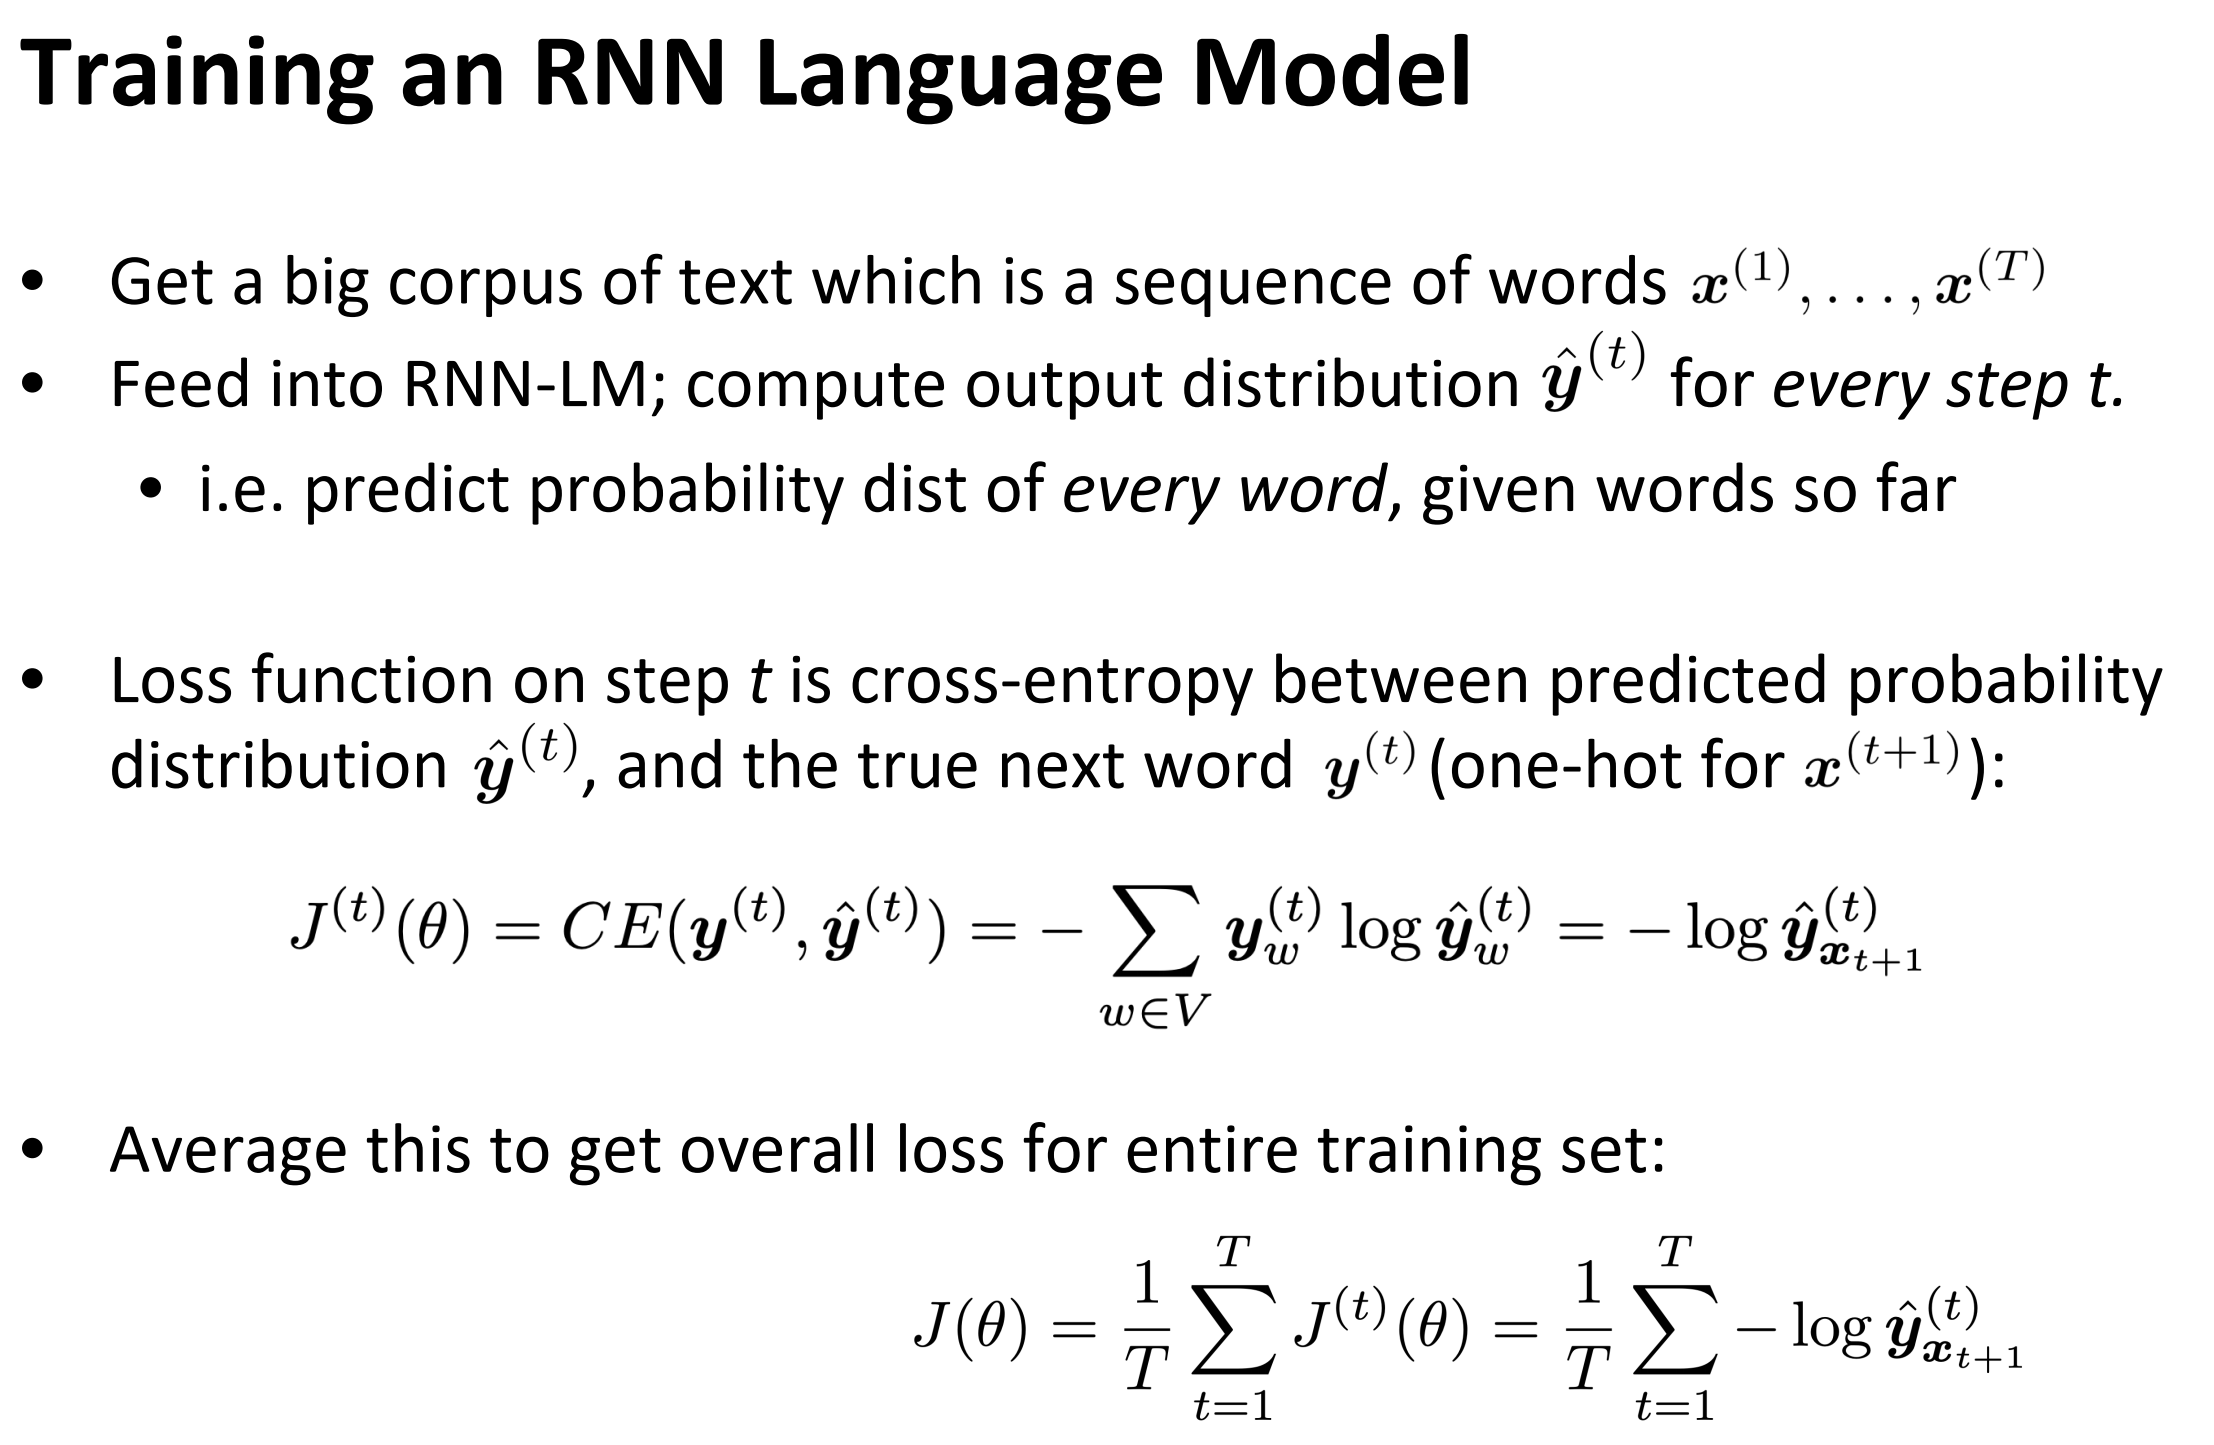 Training an RNN Language Model
• Get a big corpus of text which is a sequence of words $\boldsymbol{x}^{(1)}, \ldots, \boldsymbol{x}^{(T)}$
• Feed into RNN-LM; compute output distribution $\hat{\boldsymbol{y}}^{(t)}$ for every step t.
• i.e. predict probability dist of every word, given words so far
• Loss function on step t is cross-entropy between predicted probability
distribution $\hat{\boldsymbol{y}}^{(t)}$, and the true next word $\boldsymbol{y}^{(t)}$ (one-hot for $\boldsymbol{x}^{(t+1)}$):
$J^{(t)}(\theta) = CE(\boldsymbol{y}^{(t)}, \hat{\boldsymbol{y}}^{(t)}) = -\sum_{w \in V} \boldsymbol{y}_w^{(t)} \log \hat{\boldsymbol{y}}_w^{(t)} = -\log \hat{\boldsymbol{y}}_{\boldsymbol{x}_{t+1}}^{(t)}$
• Average this to get overall loss for entire training set:
$J(\theta) = \frac{1}{T} \sum_{t=1}^{T} J^{(t)}(\theta) = \frac{1}{T} \sum_{t=1}^{T} -\log \hat{\boldsymbol{y}}_{\boldsymbol{x}_{t+1}}^{(t)}$